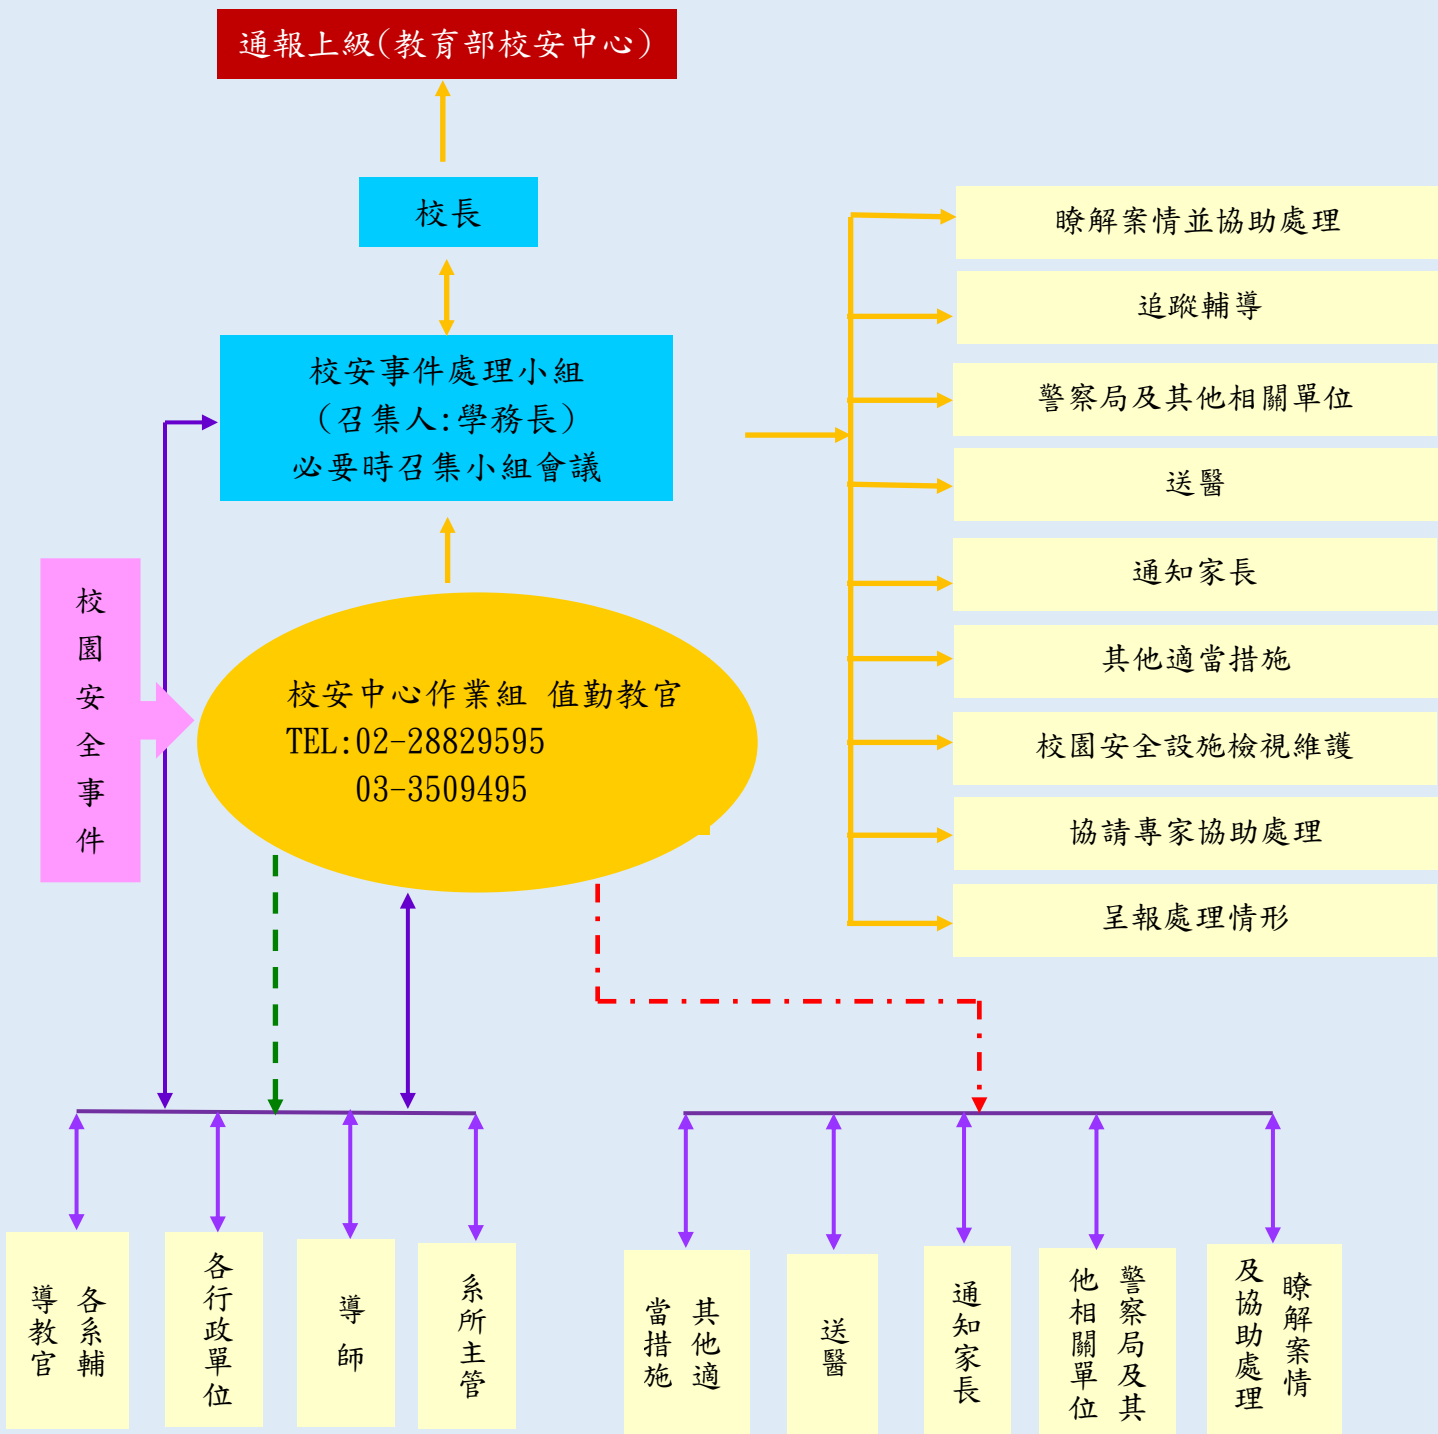 通報上級(教育部校安中心)
校長
校安事件處理小組
(召集人:學務長)
必要時召集小組會議
校園安全事件
校安中心作業組 值勤教官
TEL:02-28829595
03-3509495
瞭解案情並協助處理
追蹤輔導
警察局及其他相關單位
送醫
通知家長
其他適當措施
校園安全設施檢視維護
協請專家協助處理
呈報處理情形
各系輔
導教官
各行政單位
導師
系所主管
其他適
當措施
送醫
通知家長
警察局及其
他相關單位
瞭解案情
及協助處理